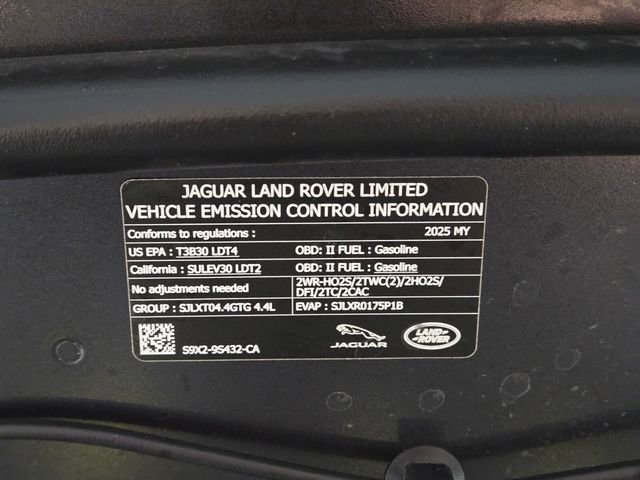 JAGUAR LAND ROVER LIMITED
VEHICLE EMISSION CONTROL INFORMATION
Conforms to regulations : 2025 MY
US EPA : T3B30 LDT4 OBD: II FUEL : Gasoline
California : SULEV30 LDT2 OBD: II FUEL : Gasoline
No adjustments needed 2WR-HO2S/2TWC(2)/2HO2S/
DFI/2TC/2CAC
GROUP : SJLXT04.4GTG 4.4L EVAP : SJLXR0175P1B
S9X2-9S432-CA JAGUAR LAND ROVER